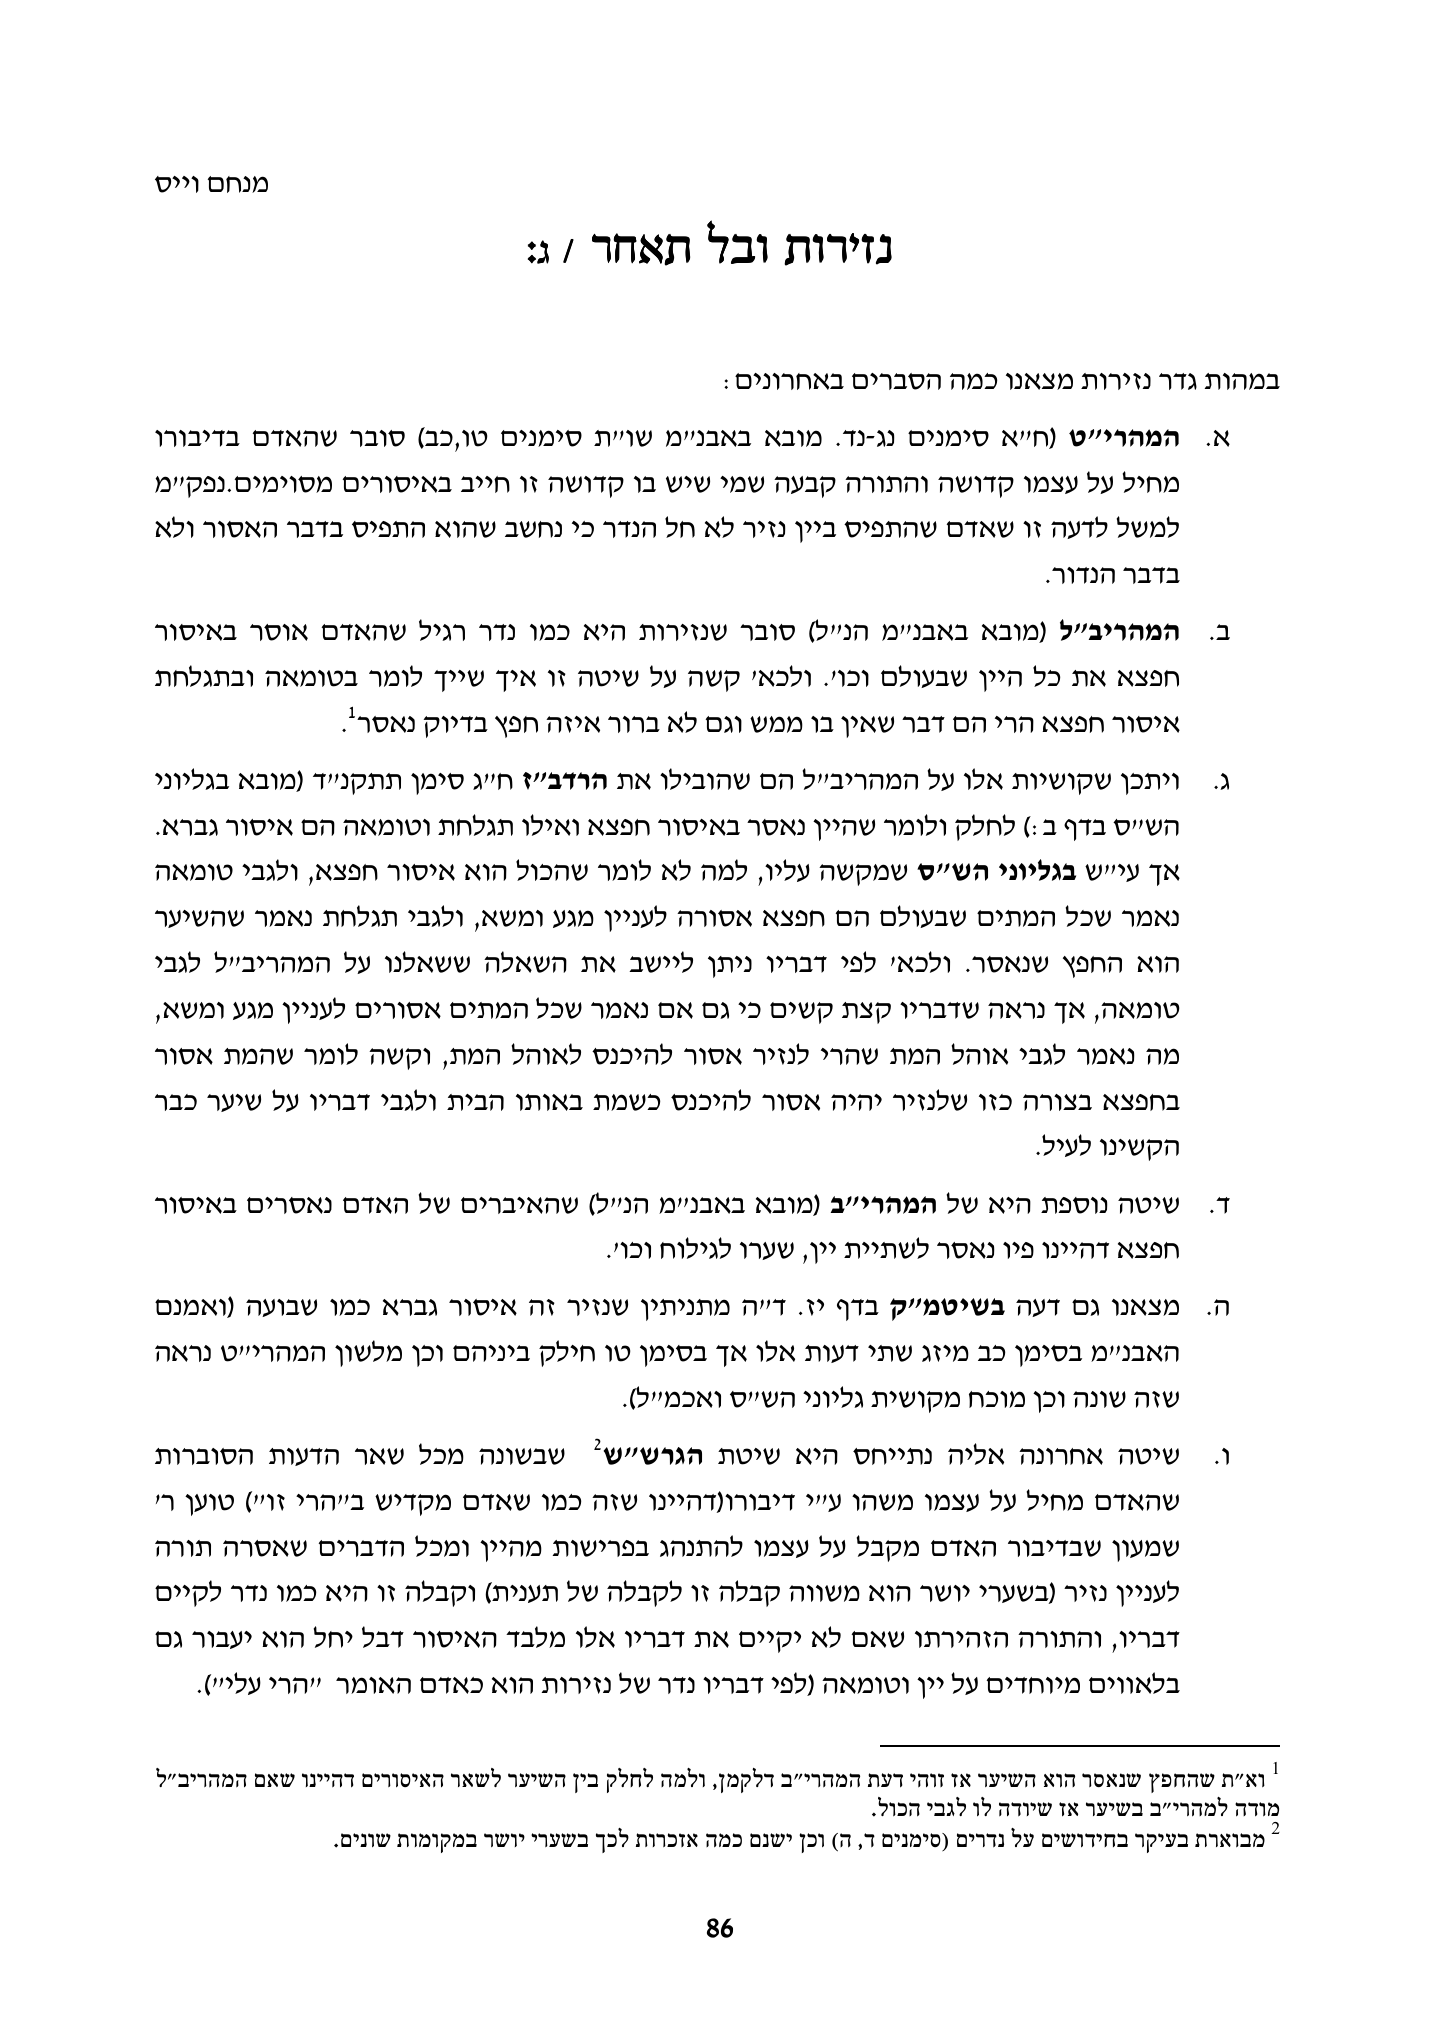 מנחם וייס
נזירות ובל תאחר / ג:
במהות גדר נזירות מצאנו כמה הסברים באחרונים:
א. המהרי״ט (ח״א סימנים נג-נד. מובא באבנ״מ שו״ת סימנים טו,כב) סובר שהאדם בדיבורו
מחיל על עצמו קדושה והתורה קבעה שמי שיש בו קדושה זו חייב באיסורים מסוימים.נפק״מ
למשל לדעה זו שאדם שהתפיס ביין נזיר לא חל הנדר כי נחשב שהוא התפיס בדבר האסור ולא
בדבר הנדור.
ב. המהריב״ל (מובא באבנ״מ הנ״ל) סובר שנזירות היא כמו נדר רגיל שהאדם אוסר באיסור
חפצא את כל היין שבעולם וכו׳. ולכא׳ קשה על שיטה זו איך שייך לומר בטומאה ובתגלחת
איסור חפצא הרי הם דבר שאין בו ממש וגם לא ברור איזה חפץ בדיוק נאסר1.
ג. ויתכן שקושיות אלו על המהריב״ל הם שהובילו את הרדב״ז ח״ג סימן תתקנ״ד (מובא בגליוני
הש״ס בדף ב:) לחלק ולומר שהיין נאסר באיסור חפצא ואילו תגלחת וטומאה הם איסור גברא.
אך עי״ש בגליוני הש״ס שמקשה עליו, למה לא לומר שהכול הוא איסור חפצא, ולגבי טומאה
נאמר שכל המתים שבעולם הם חפצא אסורה לעניין מגע ומשא, ולגבי תגלחת נאמר שהשיער
הוא החפץ שנאסר. ולכא׳ לפי דבריו ניתן ליישב את השאלה ששאלנו על המהריב״ל לגבי
טומאה, אך נראה שדבריו קצת קשים כי גם אם נאמר שכל המתים אסורים לעניין מגע ומשא,
מה נאמר לגבי אוהל המת שהרי לנזיר אסור להיכנס לאוהל המת, וקשה לומר שהמת אסור
בחפצא בצורה כזו שלנזיר יהיה אסור להיכנס כשמת באותו הבית ולגבי דבריו על שיער כבר
הקשינו לעיל.
ד. שיטה נוספת היא של המהרי״ב (מובא באבנ״מ הנ״ל) שהאיברים של האדם נאסרים באיסור
חפצא דהיינו פיו נאסר לשתיית יין, שערו לגילוח וכו׳.
ה. מצאנו גם דעה בשיטמ״ק בדף יז. ד״ה מתניתין שנזיר זה איסור גברא כמו שבועה (ואמנם
האבנ״מ בסימן כב מיזג שתי דעות אלו אך בסימן טו חילק ביניהם וכן מלשון המהרי״ט נראה
שזה שונה וכן מוכח מקושית גליוני הש״ס ואכמ״ל).
ו. שיטה אחרונה אליה נתייחס היא שיטת הגרש״ש2 שבשונה מכל שאר הדעות הסוברות
שהאדם מחיל על עצמו משהו ע״י דיבורו(דהיינו שזה כמו שאדם מקדיש ב״הרי זו״) טוען ר׳
שמעון שבדיבור האדם מקבל על עצמו להתנהג בפרישות מהיין ומכל הדברים שאסרה תורה
לעניין נזיר (בשערי יושר הוא משווה קבלה זו לקבלה של תענית) וקבלה זו היא כמו נדר לקיים
דבריו, והתורה הזהירתו שאם לא יקיים את דבריו אלו מלבד האיסור דבל יחל הוא יעבור גם
בלאווים מיוחדים על יין וטומאה (לפי דבריו נדר של נזירות הוא כאדם האומר ״הרי עלי״).
1 וא״ת שהחפץ שנאסר הוא השיער אז זוהי דעת המהרי״ב דלקמן, ולמה לחלק בין השיער לשאר האיסורים דהיינו שאם המהריב״ל
מודה למהרי״ב בשיער אז שיודה לו לגבי הכול.
2 מבוארת בעיקר בחידושים על נדרים (סימנים ד, ה) וכן ישנם כמה אזכרות לכך בשערי יושר במקומות שונים.
86